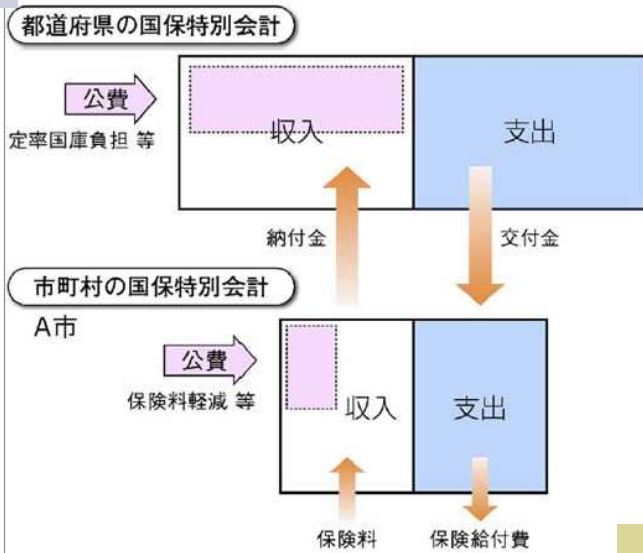 都道府県の国保特別会計
公費
定率国庫負担 等
収入
支出
納付金
交付金
市町村の国保特別会計
A市
公費
保険料軽減 等
収入
支出
保険料
保険給付費